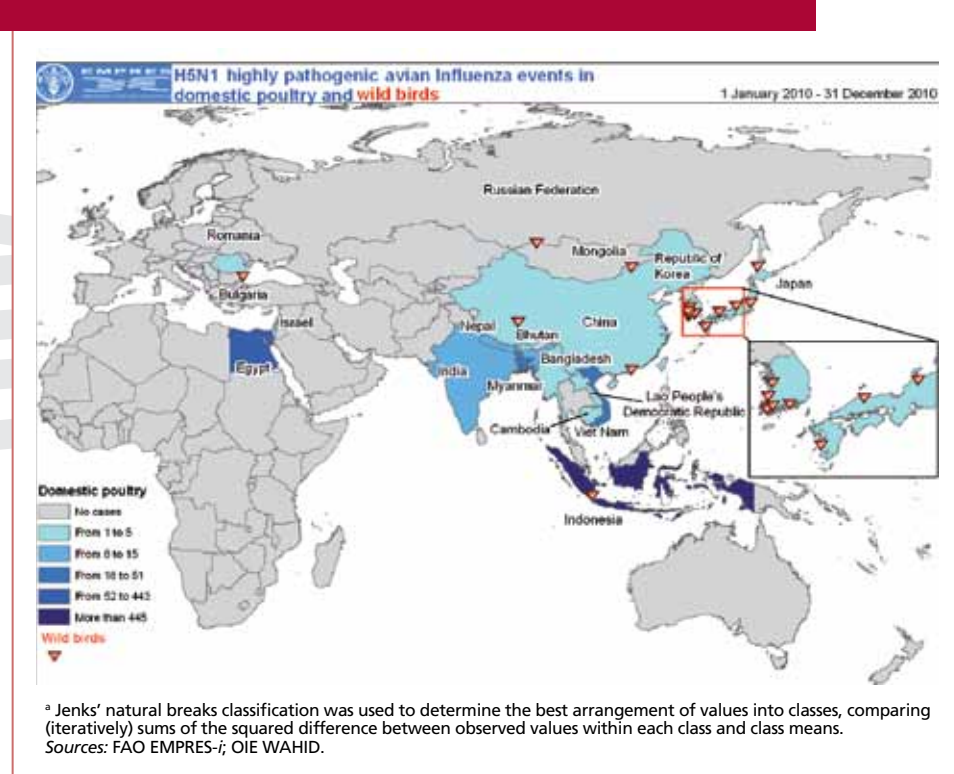 EMPRES
H5N1 highly pathogenic avian Influenza events in
domestic poultry and wild birds
1 January 2010 - 31 December 2010
Russian Federation
Romania
Mongolia
Republic of
Korea
Japan
Bulgaria
Israel
Nepal
China
Bhutan
Egypt
India
Bangladesh
Myanmar
Lao People's
Democratic Republic
Cambodia
Viet Nam
Indonesia
Domestic poultry
No cases
From 1 to 5
From 6 to 15
From 16 to 51
From 52 to 443
More than 445
Wild birds
a Jenks' natural breaks classification was used to determine the best arrangement of values into classes, comparing
(iteratively) sums of the squared difference between observed values within each class and class means.
Sources: FAO EMPRES-i; OIE WAHID.